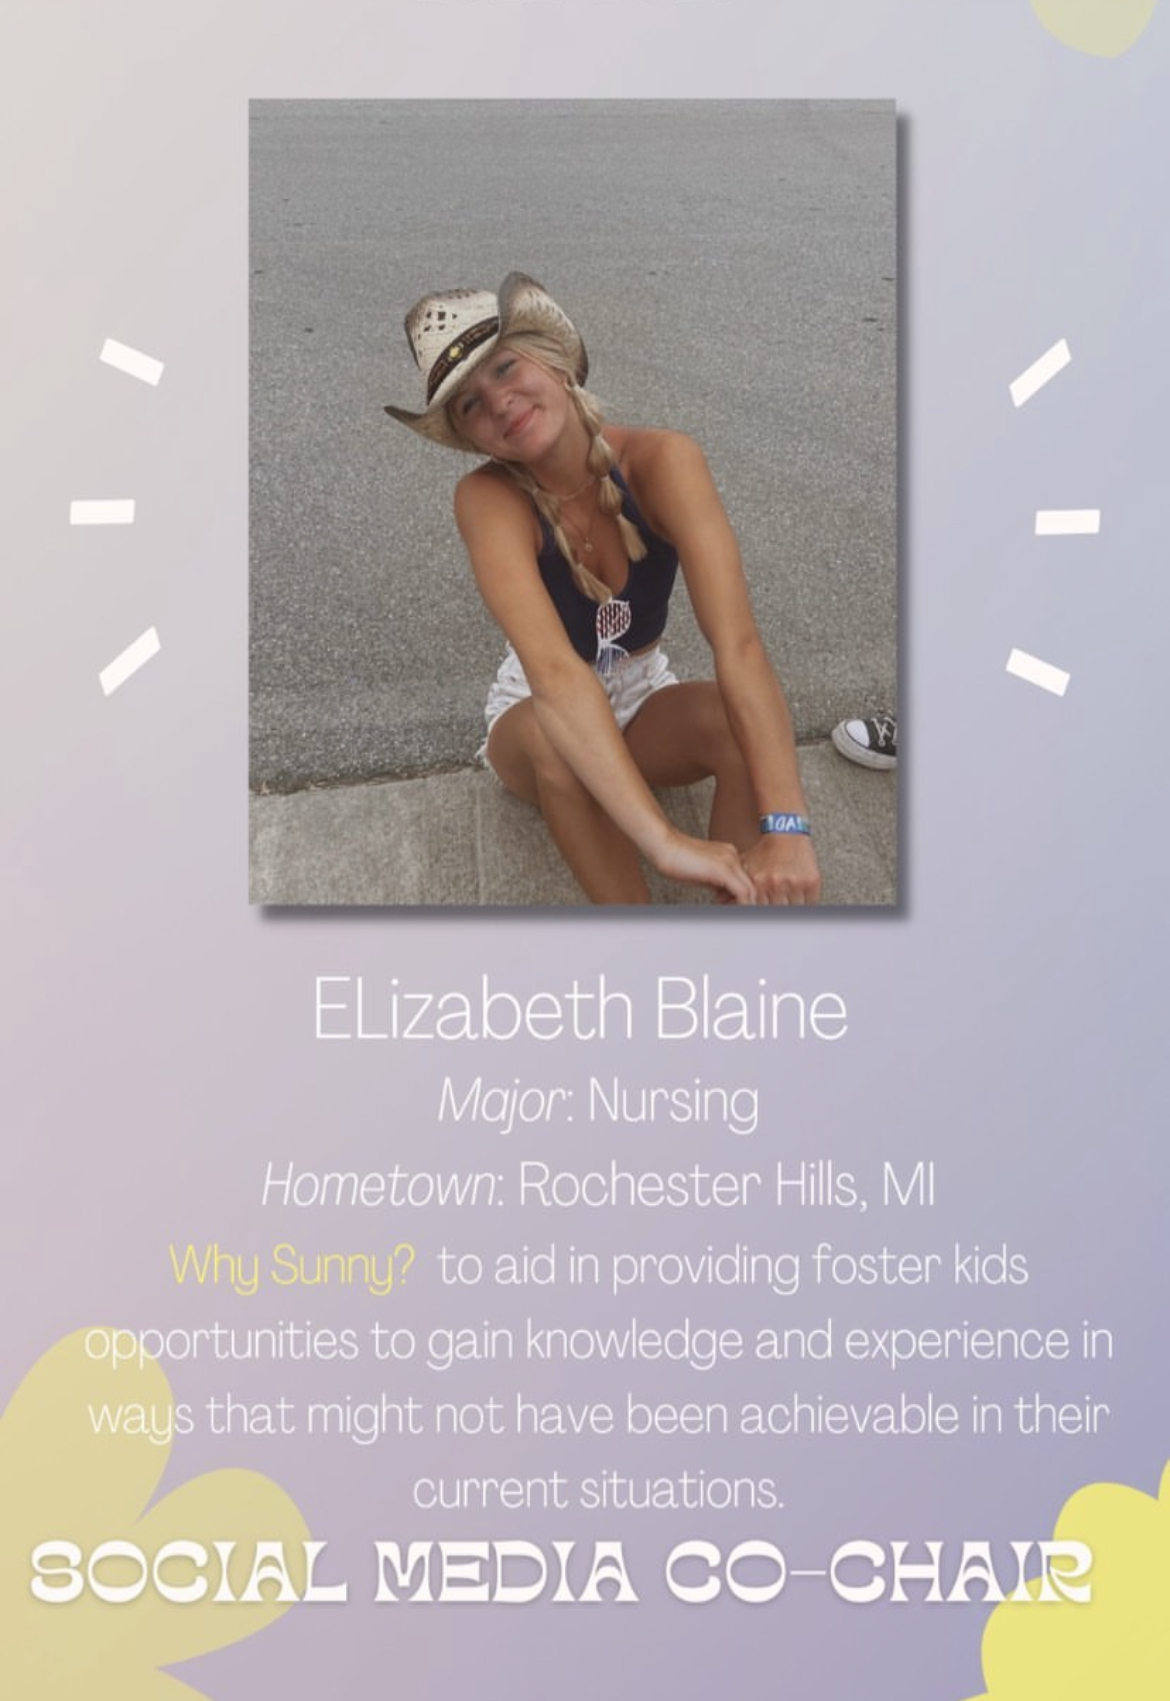 ELizabeth Blaine
Major: Nursing
Hometown: Rochester Hills, MI
Why Sunny? to aid in providing foster kids
opportunities to gain knowledge and experience in
ways that might not have been achievable in their
current situations.
SOCIAL MEDIA CO-CHAIR